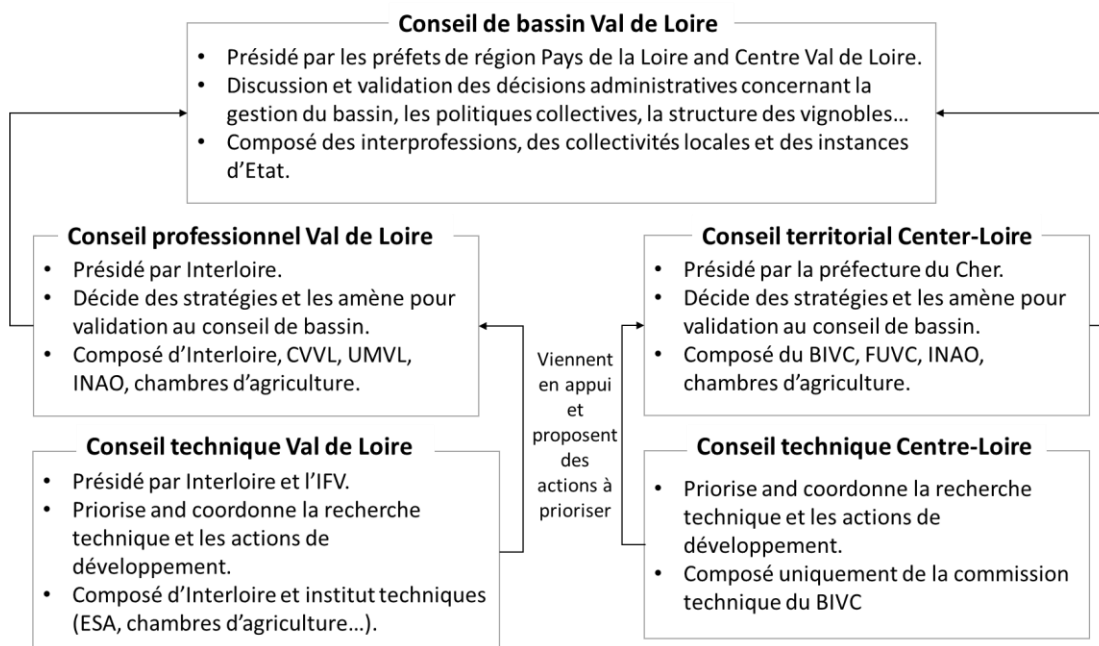 Conseil de bassin Val de Loire
• Présidé par les préfets de région Pays de la Loire and Centre Val de Loire.
• Discussion et validation des décisions administratives concernant la
gestion du bassin, les politiques collectives, la structure des vignobles…
• Composé des interprofessions, des collectivités locales et des instances
d’Etat.
Conseil professionnel Val de Loire
• Présidé par Interloire.
• Décide des stratégies et les amène pour
validation au conseil de bassin.
• Composé d’Interloire, CVVL, UMVL,
INAO, chambres d’agriculture.
Conseil territorial Center-Loire
• Présidé par la préfecture du Cher.
• Décide des stratégies et les amène pour
validation au conseil de bassin.
• Composé du BIVC, FUVC, INAO,
chambres d’agriculture.
Viennent
en appui
et
proposent
des
actions à
prioriser
Conseil technique Val de Loire
• Présidé par Interloire et l’IFV.
• Priorise and coordonne la recherche
technique et les actions de
développement.
• Composé d’Interloire et institut techniques
(ESA, chambres d’agriculture…).
Conseil technique Centre-Loire
• Priorise and coordonne la recherche
technique et les actions de
développement.
• Composé uniquement de la commission
technique du BIVC